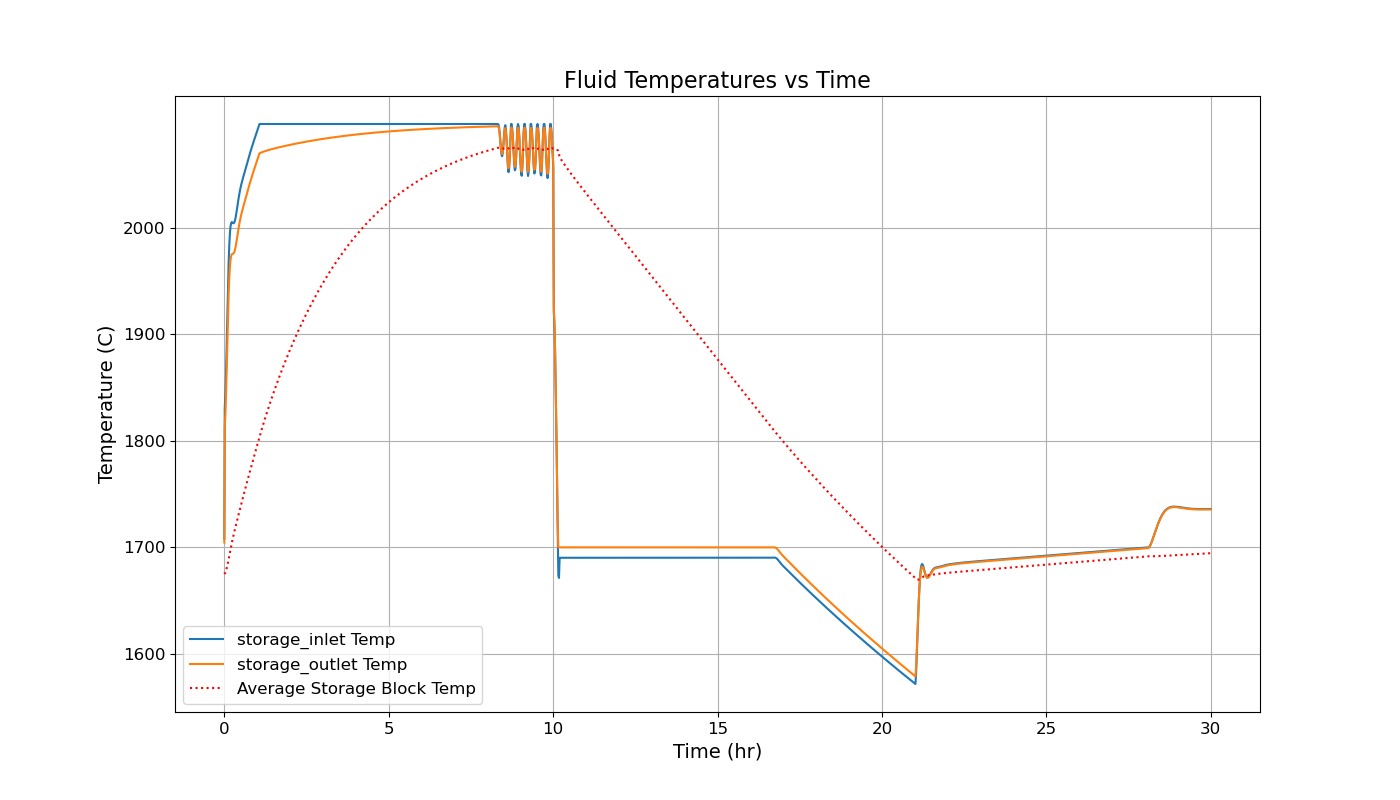 Fluid Temperatures vs Time
Temperature (C)
2000
1900
1800
1700
1600
storage_inlet Temp
storage_outlet Temp
Average Storage Block Temp
0 5 10 15 20 25 30
Time (hr)